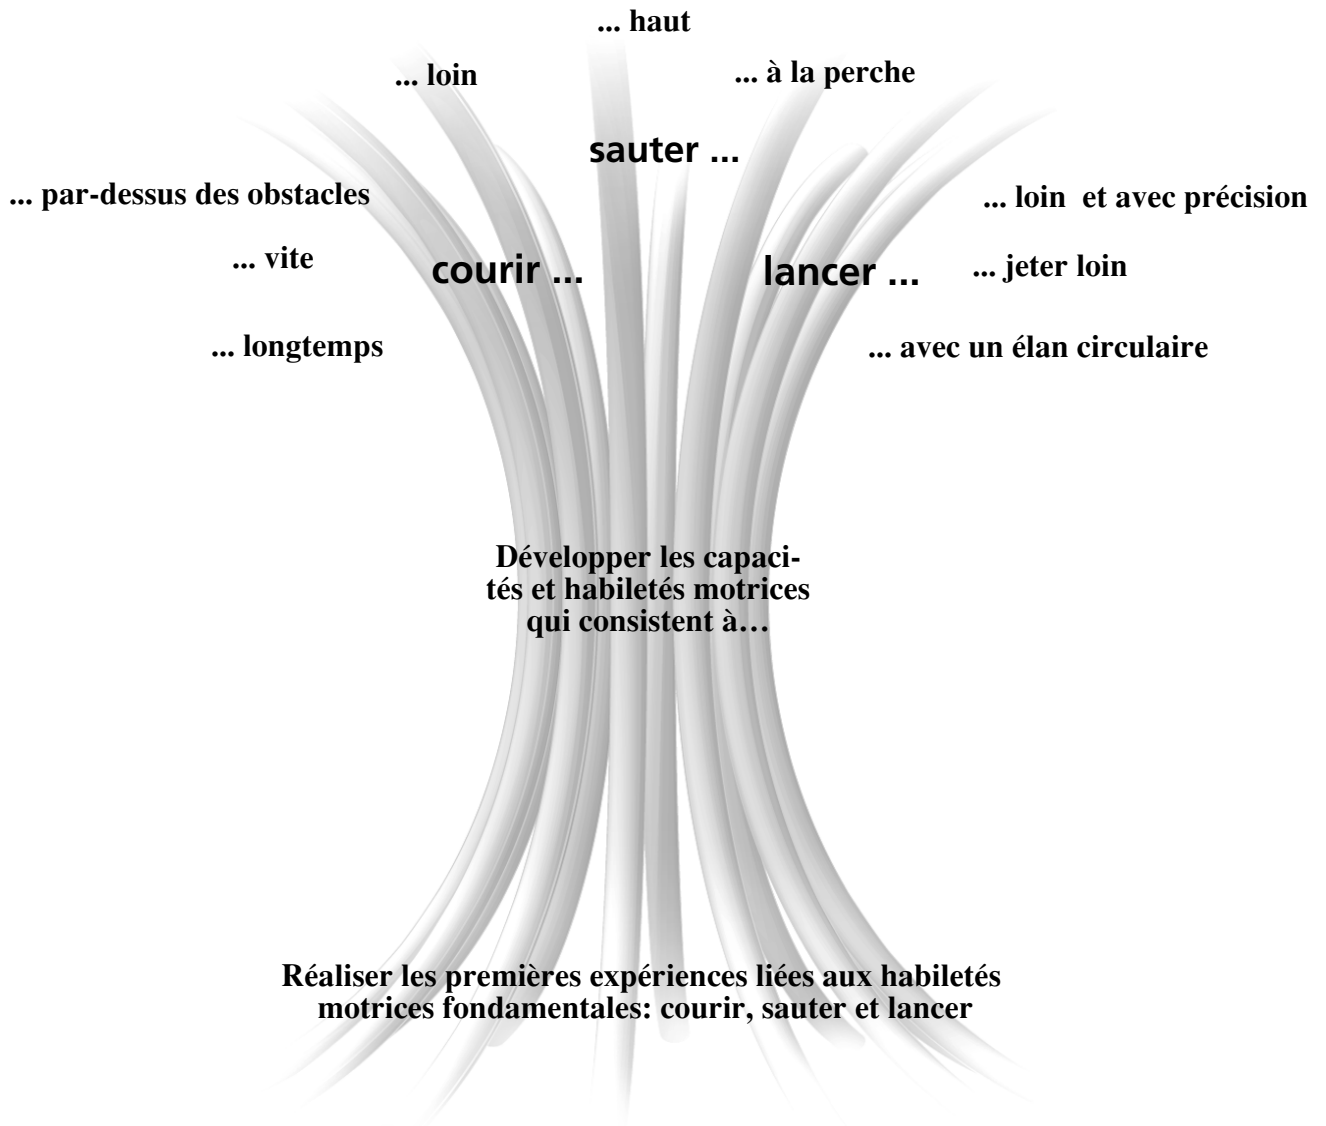 ... haut
... loin
... à la perche
sauter ...
... par-dessus des obstacles
... loin et avec précision
... vite
courir ...
lancer ...
... jeter loin
... longtemps
... avec un élan circulaire
Développer les capaci-
tés et habiletés motrices
qui consistent à…
Réaliser les premières expériences liées aux habiletés
motrices fondamentales: courir, sauter et lancer